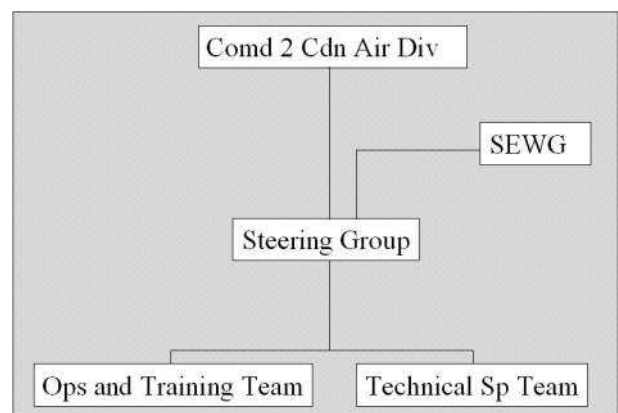 Comd 2 Cdn Air Div
SEWG
Steering Group
Ops and Training Team
Technical Sp Team